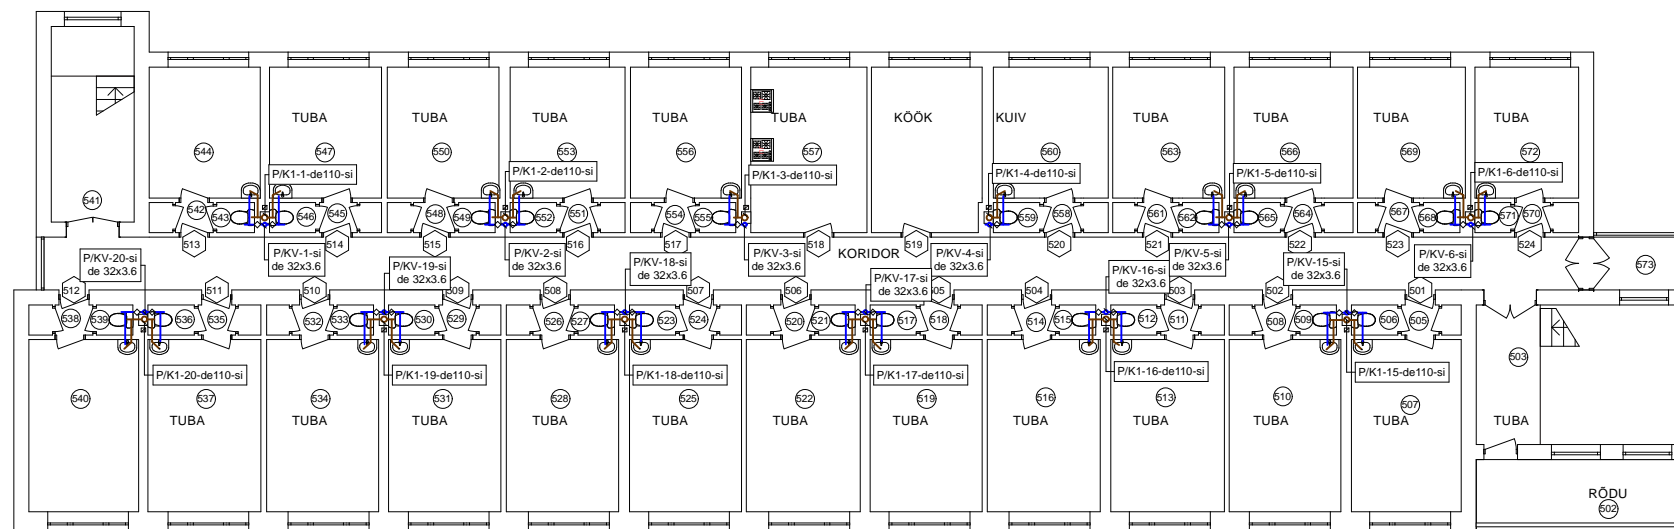 TUBA
TUBA
TUBA
TUBA
TUBA
KÖÖK
KUIV
TUBA
TUBA
TUBA
TUBA
544
547
550
553
556
557
560
563
566
569
572
P/K1-1-de110-si
P/K1-2-de110-si
P/K1-3-de110-si
P/K1-4-de110-si
P/K1-5-de110-si
P/K1-6-de110-si
541
542
543
546
545
548
549
552
551
554
555
559
558
561
562
565
564
567
568
571
570
513
514
515
516
517
518
519
520
521
522
523
524
KORIDOR
573
P/KV-20-si
de 32x3.6
P/KV-1-si
de 32x3.6
P/KV-19-si
de 32x3.6
P/KV-2-si
de 32x3.6
P/KV-18-si
de 32x3.6
P/KV-3-si
de 32x3.6
P/KV-17-si
de 32x3.6
P/KV-4-si
de 32x3.6
P/KV-16-si
de 32x3.6
P/KV-5-si
de 32x3.6
P/KV-15-si
de 32x3.6
P/KV-6-si
de 32x3.6
512
511
510
509
508
507
506
505
504
503
502
501
538
539
536
535
532
533
530
529
526
527
523
524
520
521
517
518
514
515
512
511
508
509
506
505
503
P/K1-20-de110-si
P/K1-19-de110-si
P/K1-18-de110-si
P/K1-17-de110-si
P/K1-16-de110-si
P/K1-15-de110-si
540
537
534
531
528
525
522
519
516
513
510
507
TUBA
TUBA
TUBA
TUBA
TUBA
TUBA
TUBA
TUBA
TUBA
TUBA
TUBA
TUBA
RÕDU
502